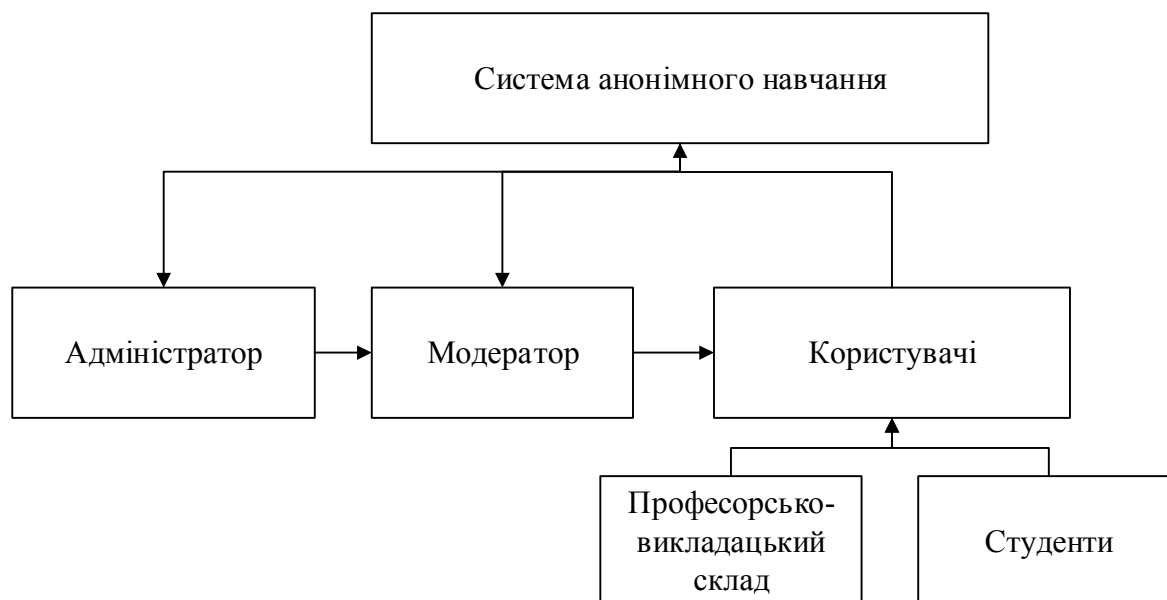 Система анонімного навчання
Адміністратор
Модератор
Користувачі
Професорсько-
викладацький
склад
Студенти